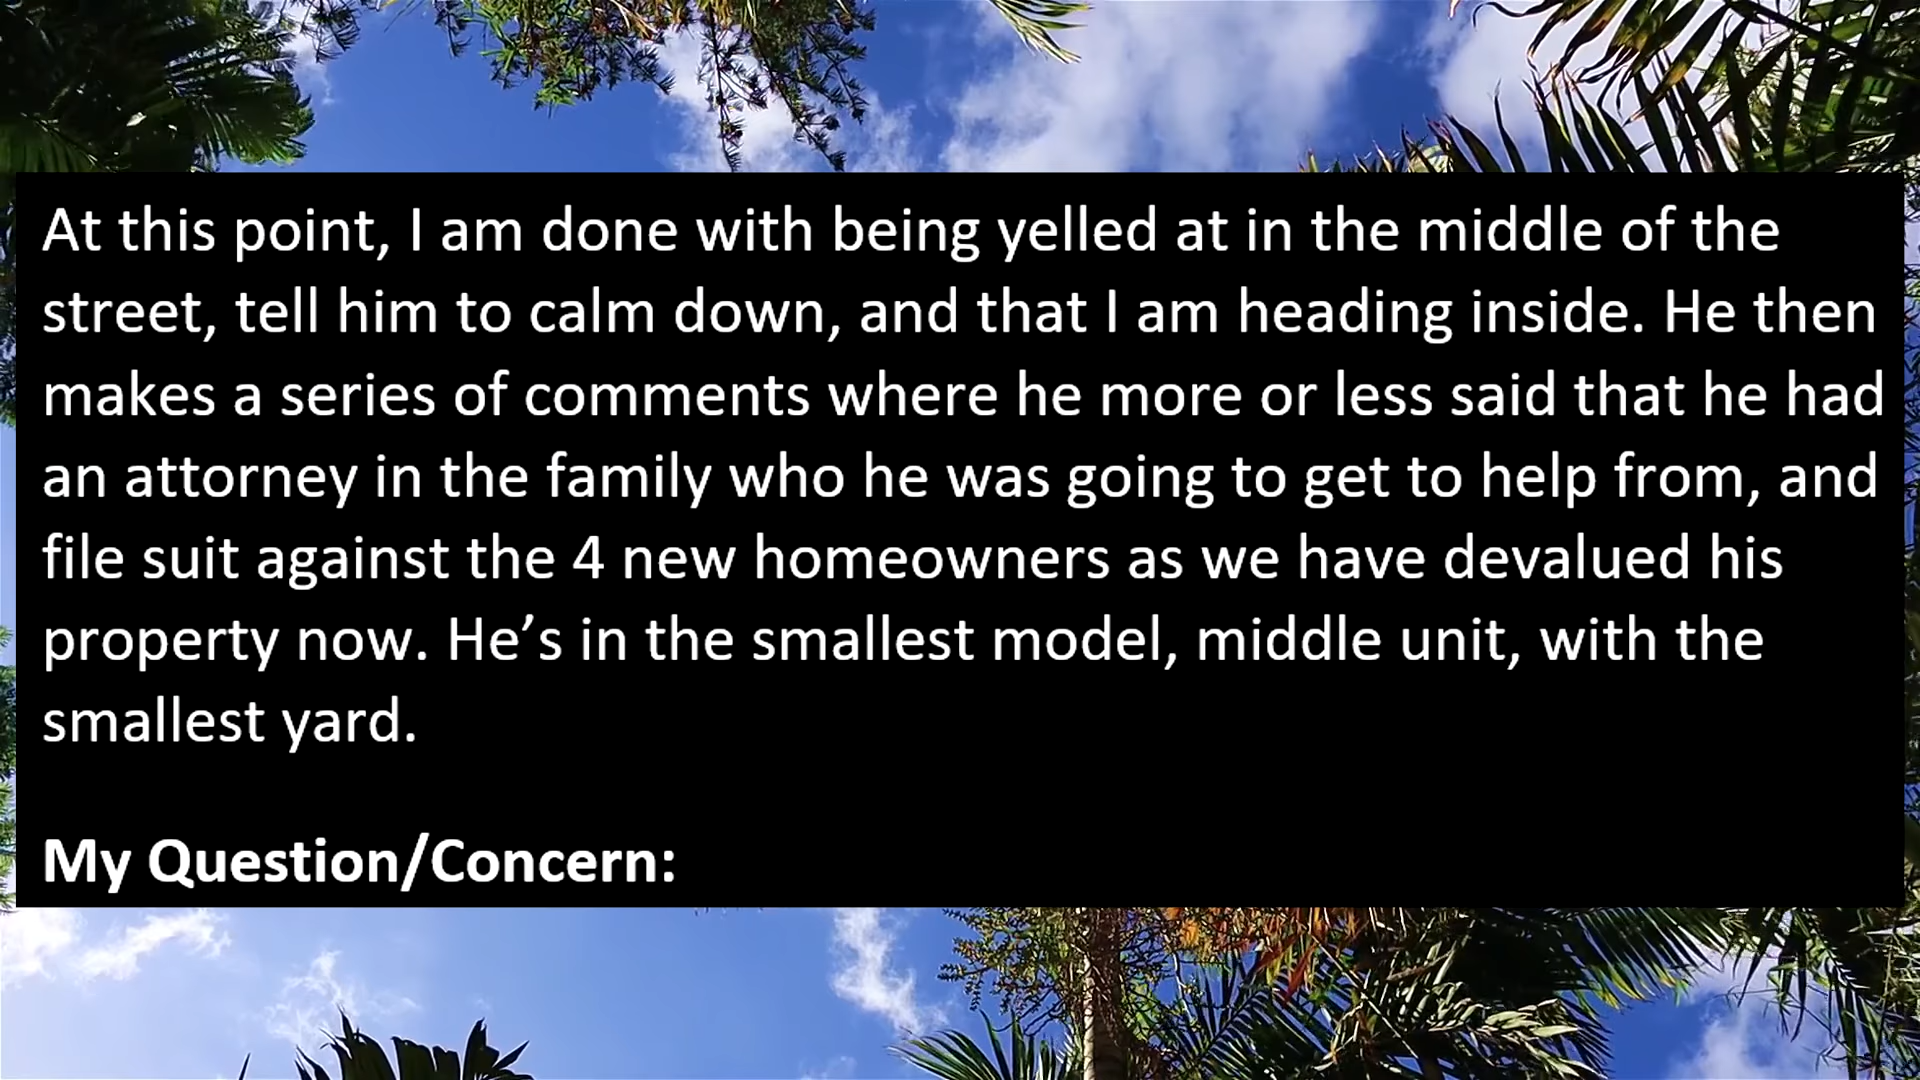 At this point, I am done with being yelled at in the middle of the
street, tell him to calm down, and that I am heading inside. He then
makes a series of comments where he more or less said that he had
an attorney in the family who he was going to get to help from, and
file suit against the 4 new homeowners as we have devalued his
property now. He’s in the smallest model, middle unit, with the
smallest yard.
My Question/Concern: